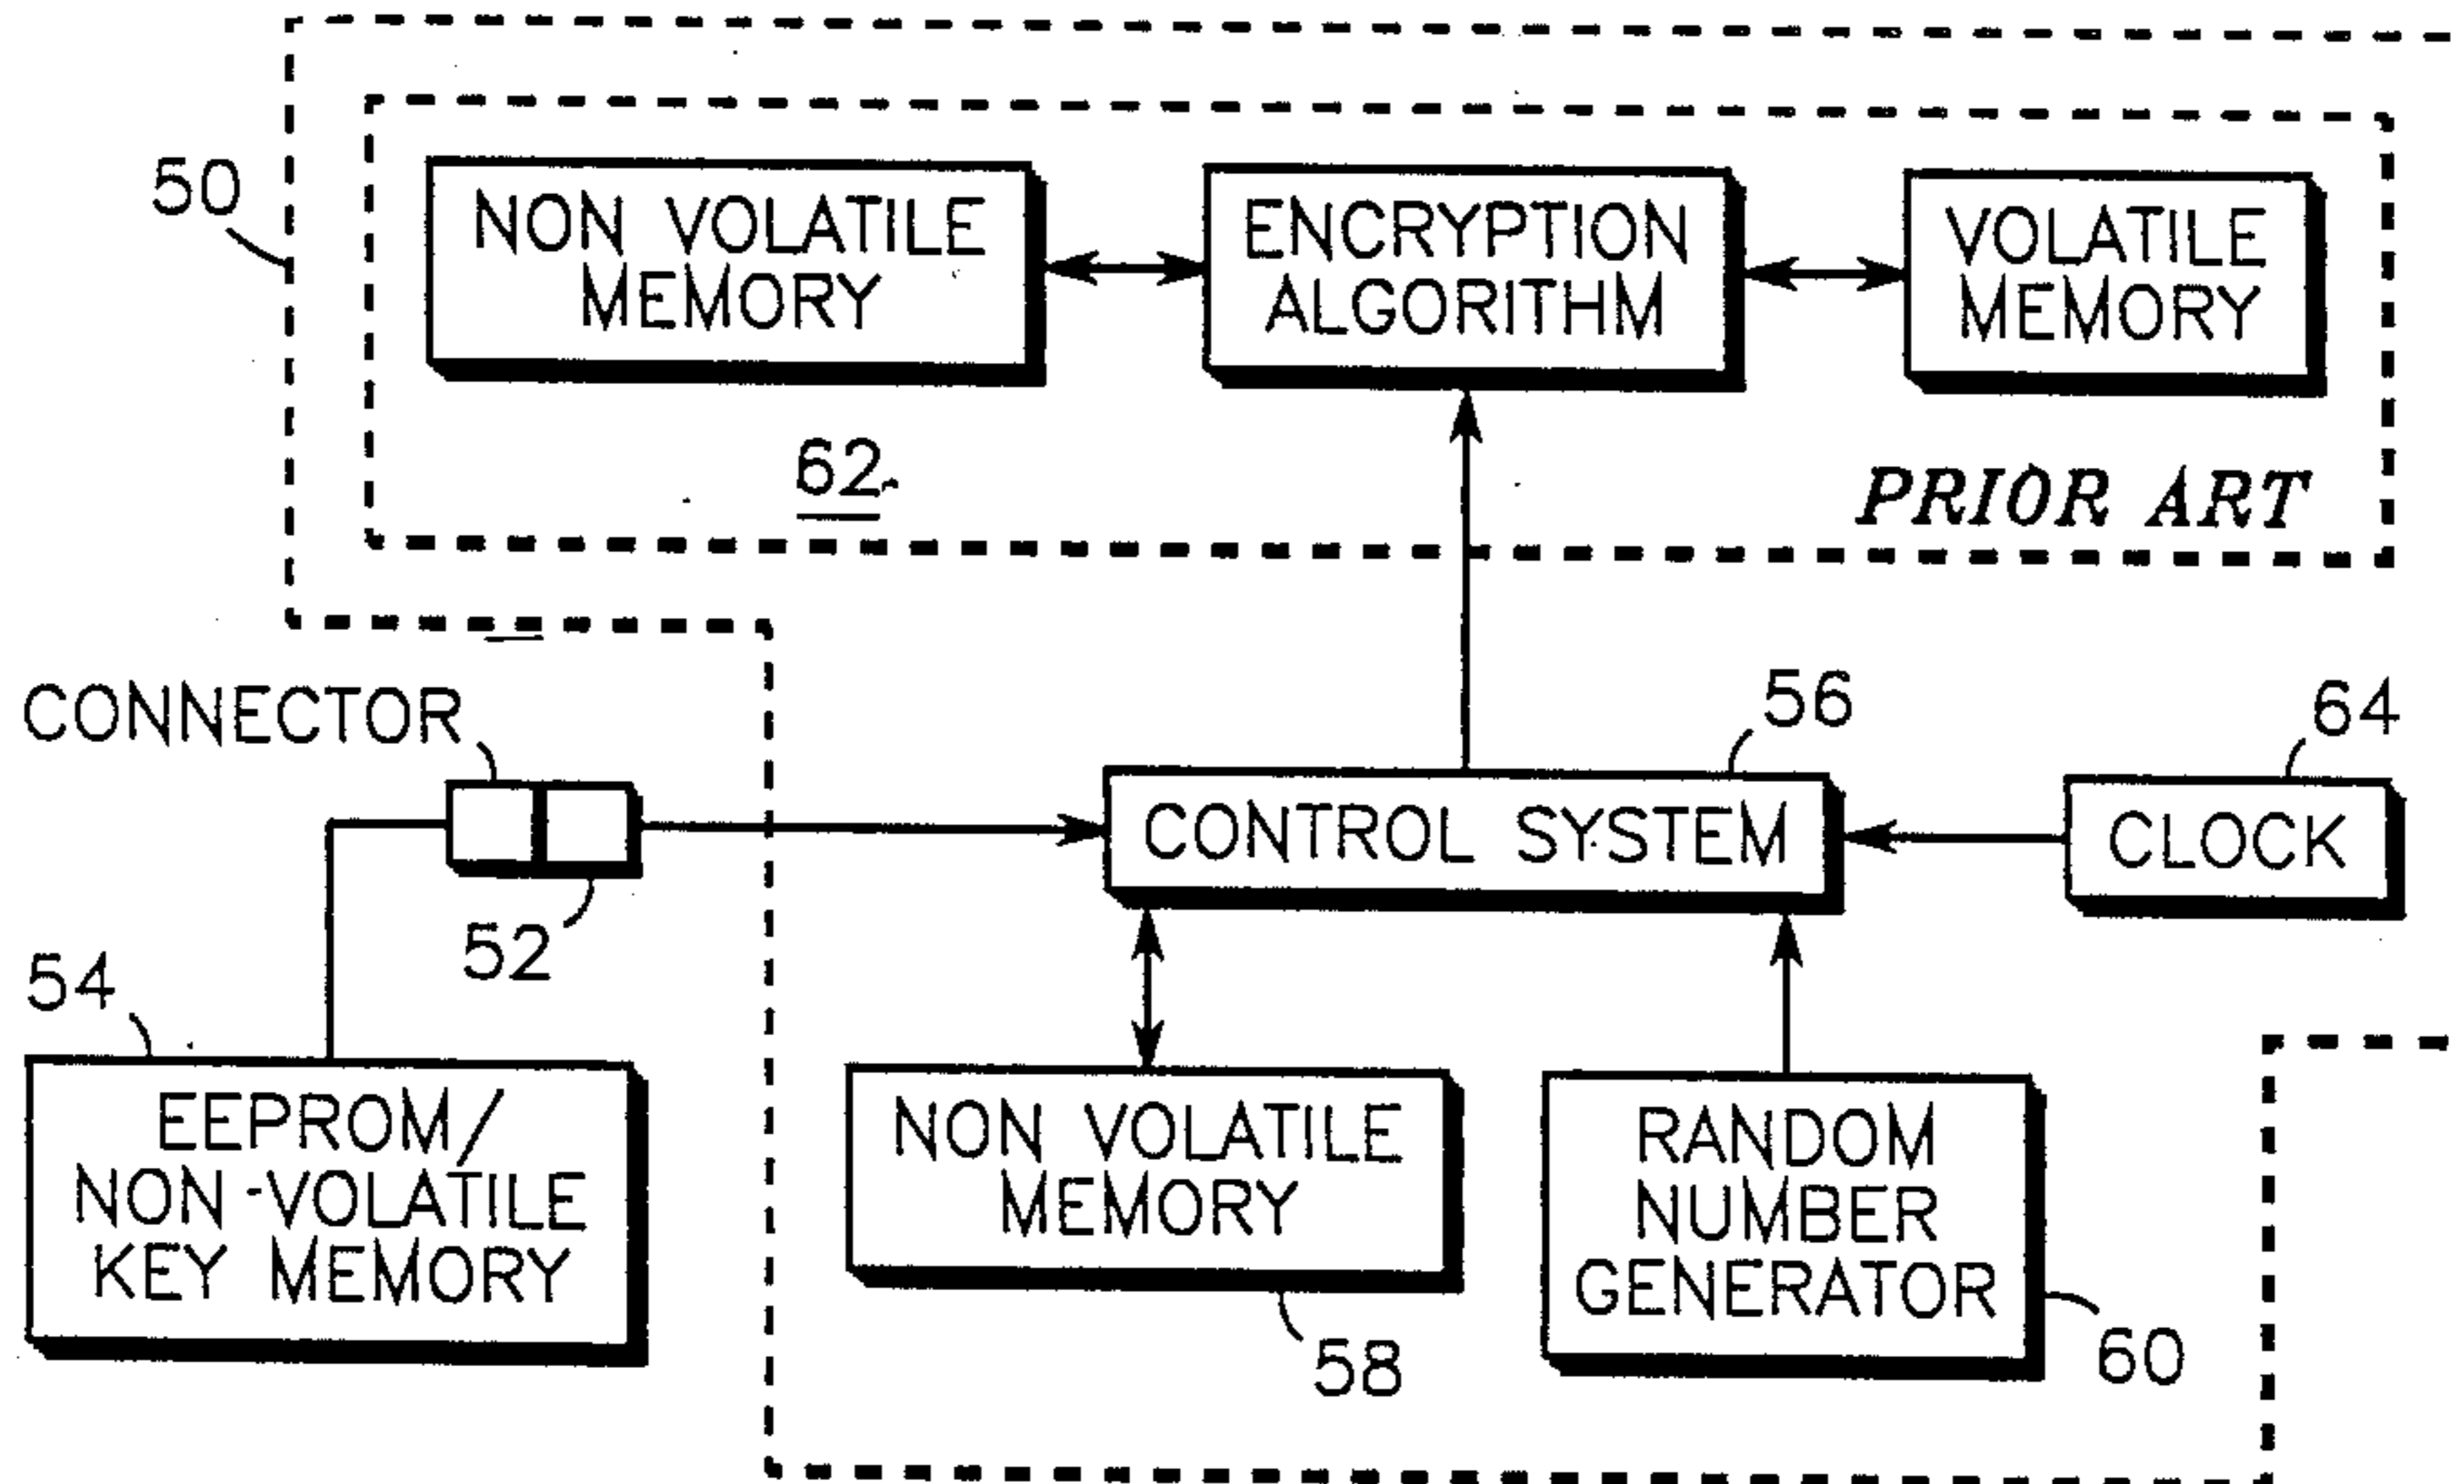 50
NON VOLATILE
MEMORY
ENCRYPTION
ALGORITHM
VOLATILE
MEMORY
62
PRIOR ART
CONNECTOR
52
54
EEPROM/
NON-VOLATILE
KEY MEMORY
56
CONTROL SYSTEM
64
CLOCK
NON VOLATILE
MEMORY
58
RANDOM
NUMBER
GENERATOR
60